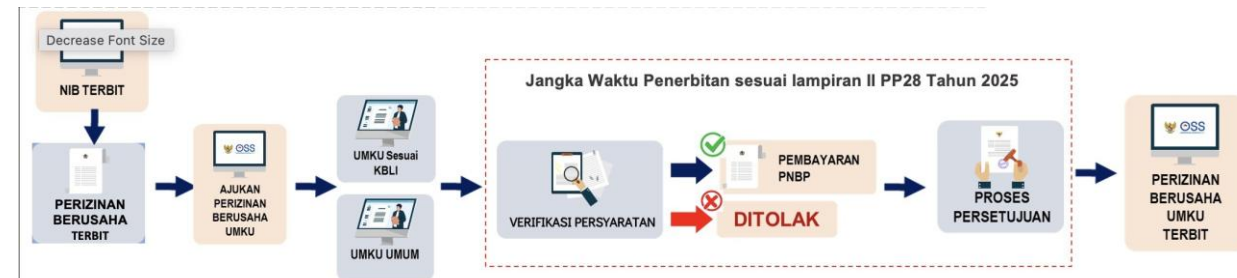 Decrease Font Size
NIB TERBIT
PERIZINAN
BERUSAHA
TERBIT
OSS
AJUKAN
PERIZINAN
BERUSAHA
UMKU
UMKU Sesuai
KBLI
UMKU UMUM
Jangka Waktu Penerbitan sesuai lampiran II PP28 Tahun 2025
VERIFIKASI PERSYARATAN
PEMBAYARAN
PNBP
DITOLAK
PROSES
PERSETUJUAN
OSS
PERIZINAN
BERUSAHA
UMKU
TERBIT